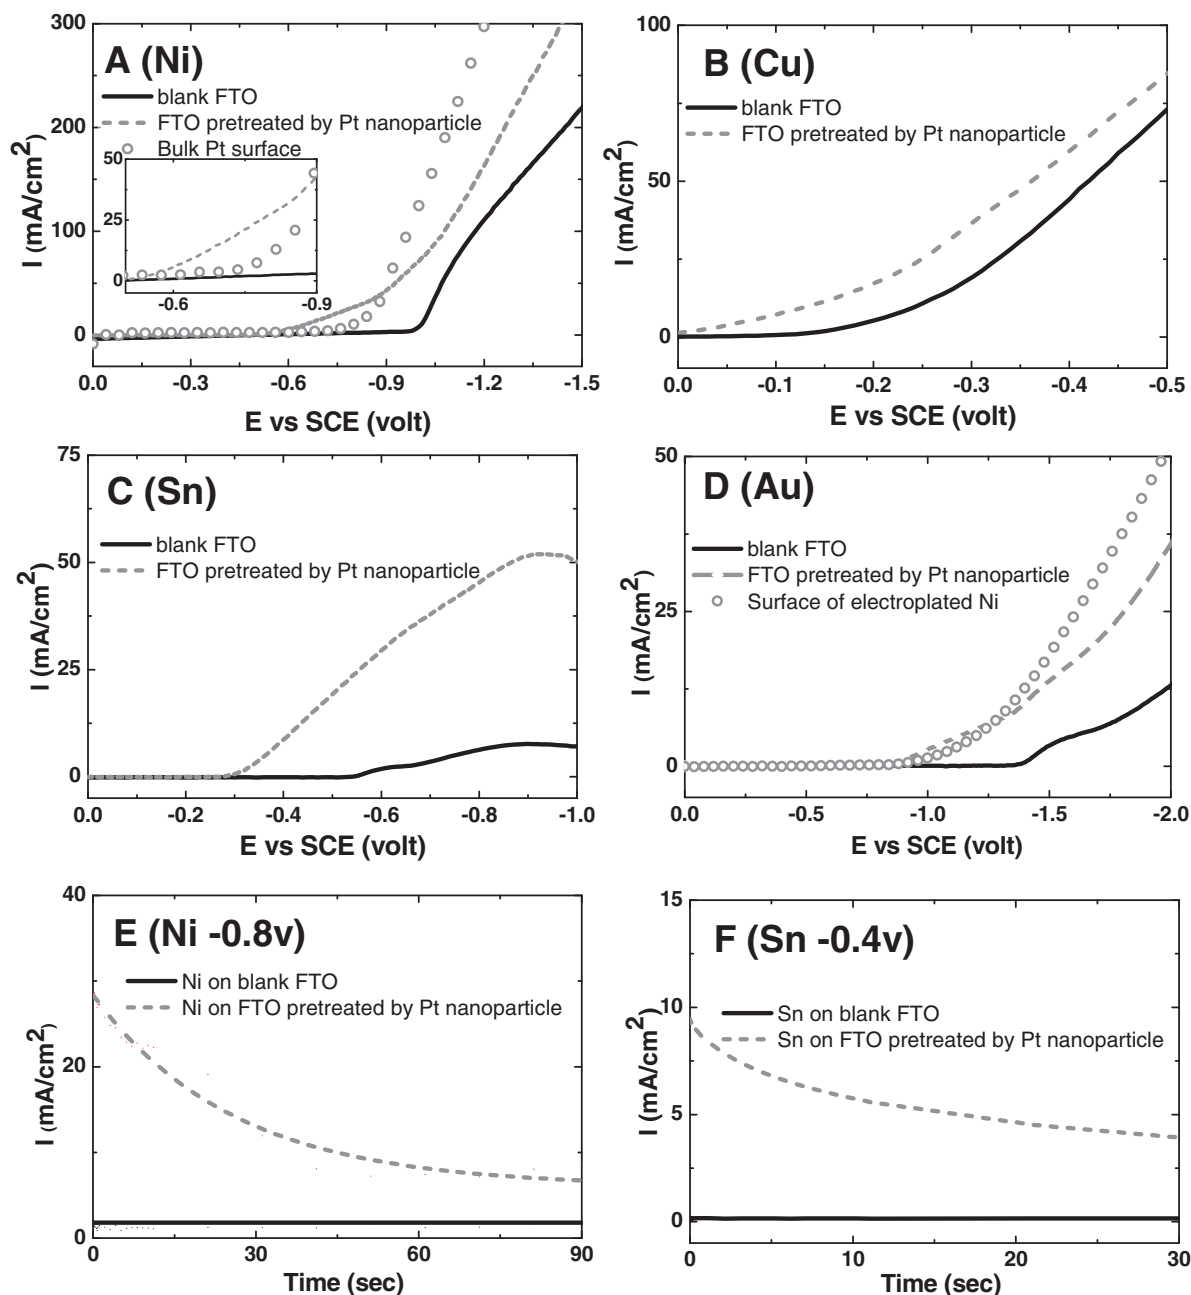 A (Ni)
blank FTO
FTO pretreated by Pt nanoparticle
Bulk Pt surface
I (mA/cm2)
300
200
100
0
50
25
0
-0.6
-0.9
0.0
-0.3
-0.6
-0.9
-1.2
-1.5
E vs SCE (volt)
B (Cu)
blank FTO
FTO pretreated by Pt nanoparticle
I (mA/cm2)
100
50
0
0.0
-0.1
-0.2
-0.3
-0.4
-0.5
E vs SCE (volt)
C (Sn)
blank FTO
FTO pretreated by Pt nanoparticle
I (mA/cm2)
75
50
25
0
0.0
-0.2
-0.4
-0.6
-0.8
-1.0
E vs SCE (volt)
D (Au)
blank FTO
FTO pretreated by Pt nanoparticle
Surface of electroplated Ni
I (mA/cm2)
50
25
0
0.0
-0.5
-1.0
-1.5
-2.0
E vs SCE (volt)
E (Ni -0.8v)
Ni on blank FTO
Ni on FTO pretreated by Pt nanoparticle
I (mA/cm2)
40
20
0
0
30
60
90
Time (sec)
F (Sn -0.4v)
Sn on blank FTO
Sn on FTO pretreated by Pt nanoparticle
I (mA/cm2)
15
10
5
0
0
10
20
30
Time (sec)